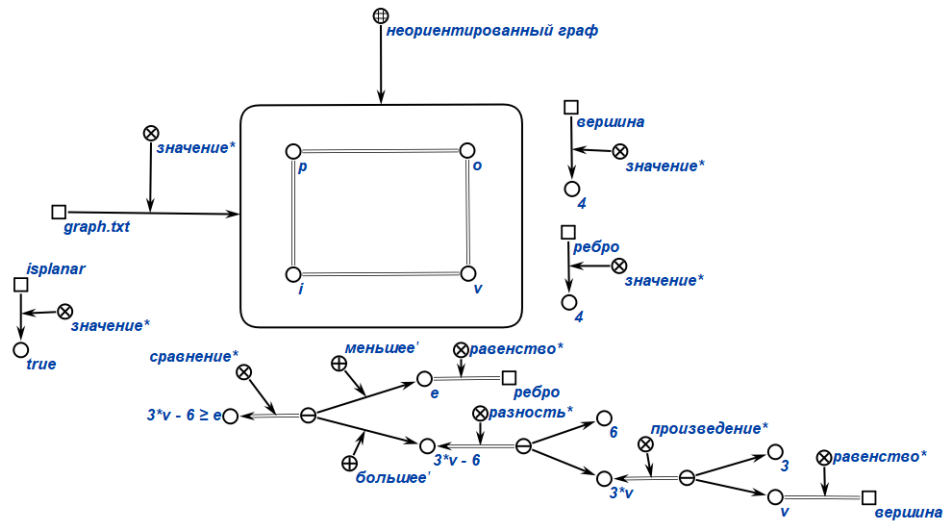 неориентированный граф
значение*
p
o
i
v
graph.txt
вершина
значение*
4
ребро
значение*
4
isplanar
значение*
true
сравнение*
меньшее'
равенство*
3*v - 6 ≥ e
e
ребро
большее'
разность*
3*v - 6
6
произведение*
3*v
3
равенство*
v
вершина